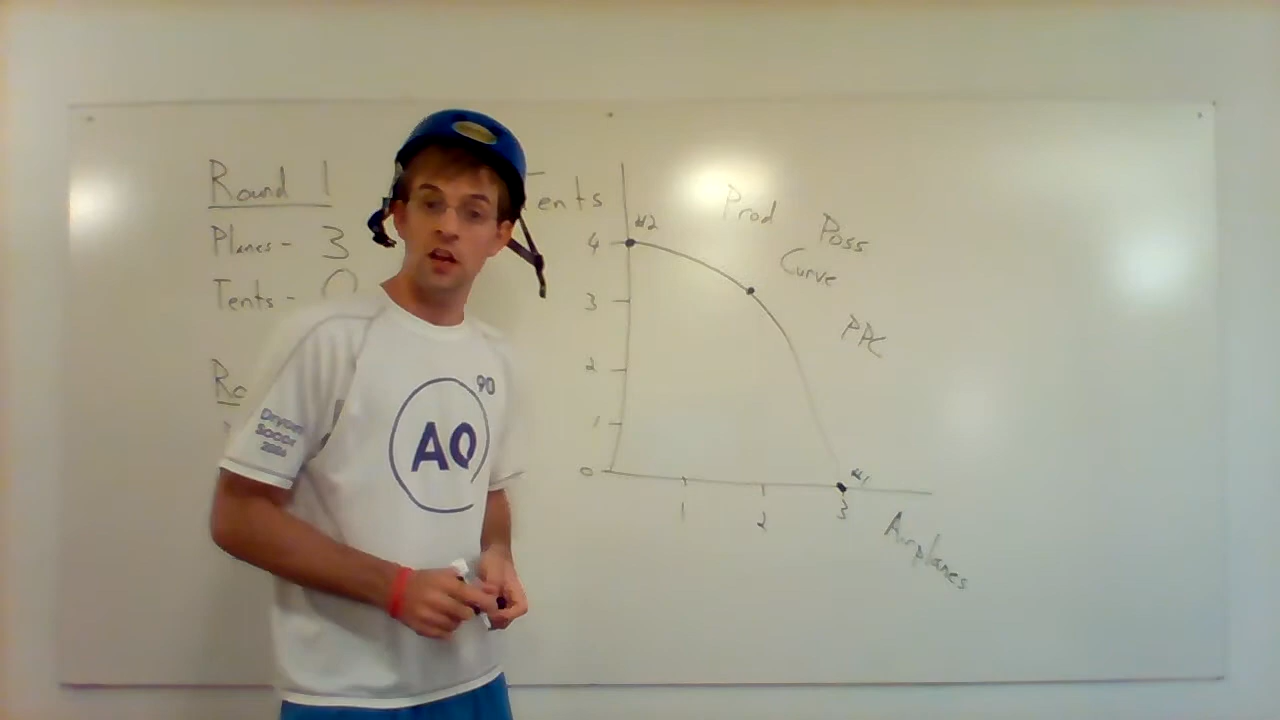 Round 1
Planes - 3
Tents - 0
Ro
Tents
#2
4
3
2
1
0
1
2
3
#1
Airplanes
Prod Poss
Curve
PPC
90
AQ
Soccer